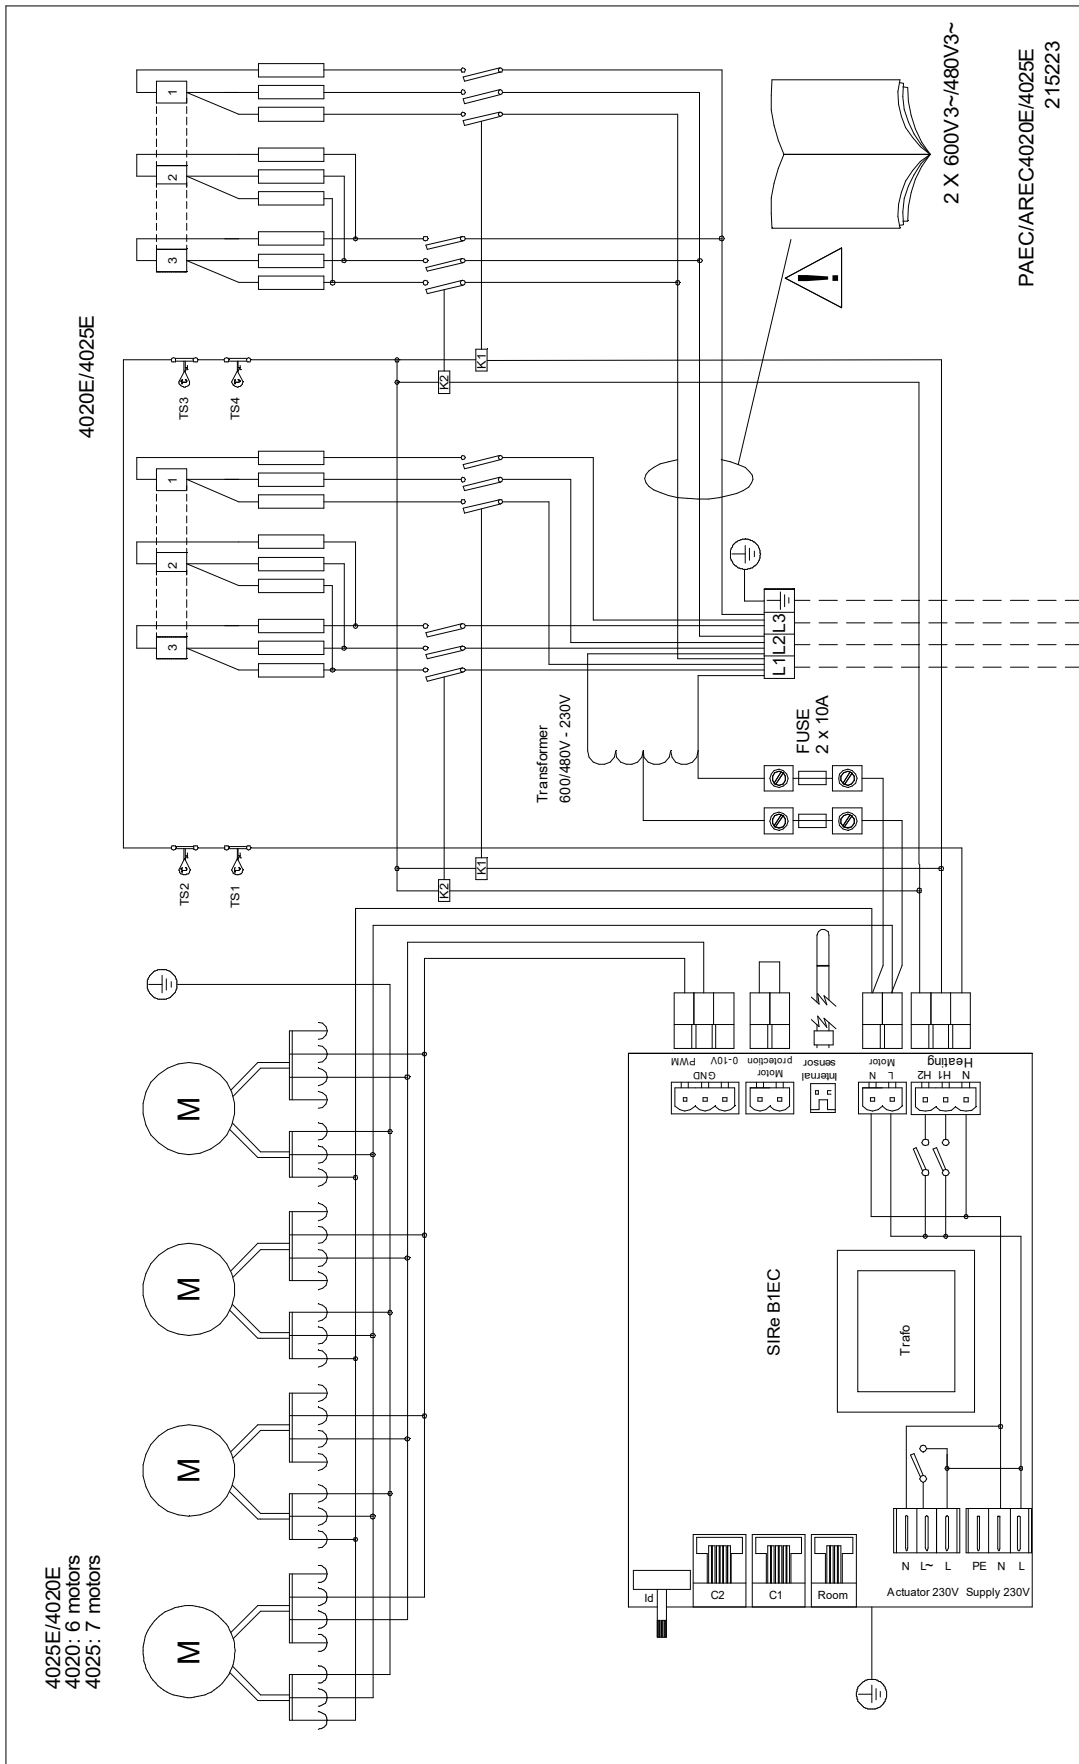 4025E/4020E
4020: 6 motors
4025: 7 motors
M
M
M
M
TS2
TS1
K2
K1
4020E/4025E
TS3
TS4
K2
K1
3
2
1
3
2
1
Transformer
600/480V - 230V
FUSE
2 x 10A
L1
L2
L3
2 X 600V3~/480V3~
PAEC/AREC4020E/4025E
215223
PWM
GND
0-10V
Motor
protection
Internal
sensor
Motor
N
L
Heating
H2
H1
N
SIRe B1EC
Trafo
Id
C2
C1
Room
N
L~
L
Actuator 230V
PE
N
L
Supply 230V